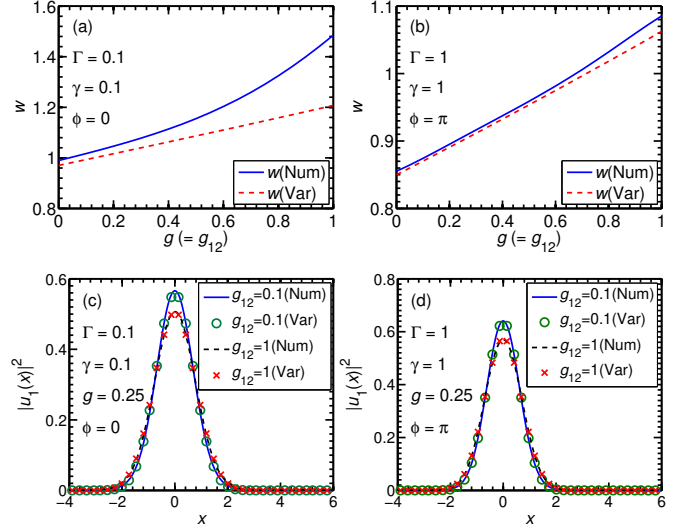 (a)
Γ = 0.1
γ = 0.1
ϕ = 0
w(Num)
w(Var)
w
1.6
1.4
1.2
1
0.8
0 0.2 0.4 0.6 0.8 1
g (= g12)
(b)
Γ = 1
γ = 1
ϕ = π
w(Num)
w(Var)
w
1.1
1
0.9
0.8
0 0.2 0.4 0.6 0.8 1
g (= g12)
(c)
Γ = 0.1
γ = 0.1
g = 0.25
ϕ = 0
g12=0.1(Num)
g12=0.1(Var)
g12=1(Num)
g12=1(Var)
|u1(x)|2
0.6
0.4
0.2
0
−4 −2 0 2 4 6
x
(d)
Γ = 1
γ = 1
g = 0.25
ϕ = π
g12=0.1(Num)
g12=0.1(Var)
g12=1(Num)
g12=1(Var)
|u1(x)|2
0.8
0.6
0.4
0.2
0
−4 −2 0 2 4 6
x